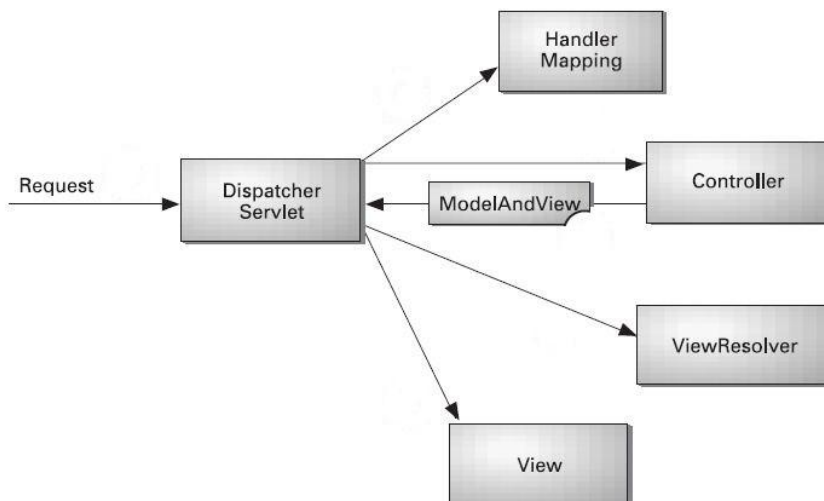 Handler
Mapping
Request
Dispatcher
Servlet
ModelAndView
Controller
ViewResolver
View